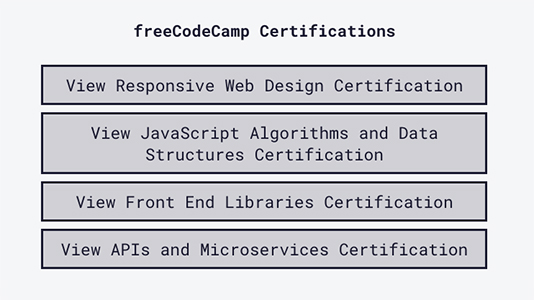 freeCodeCamp Certifications
View Responsive Web Design Certification
View JavaScript Algorithms and Data
Structures Certification
View Front End Libraries Certification
View APIs and Microservices Certification